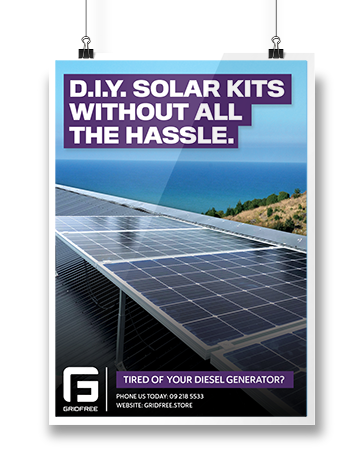 D.I.Y. SOLAR KITS
WITHOUT ALL
THE HASSLE.
TIRED OF YOUR DIESEL GENERATOR?
PHONE US TODAY: 09 218 5533
WEBSITE: GRIDFREE.STORE
GRIDFREE